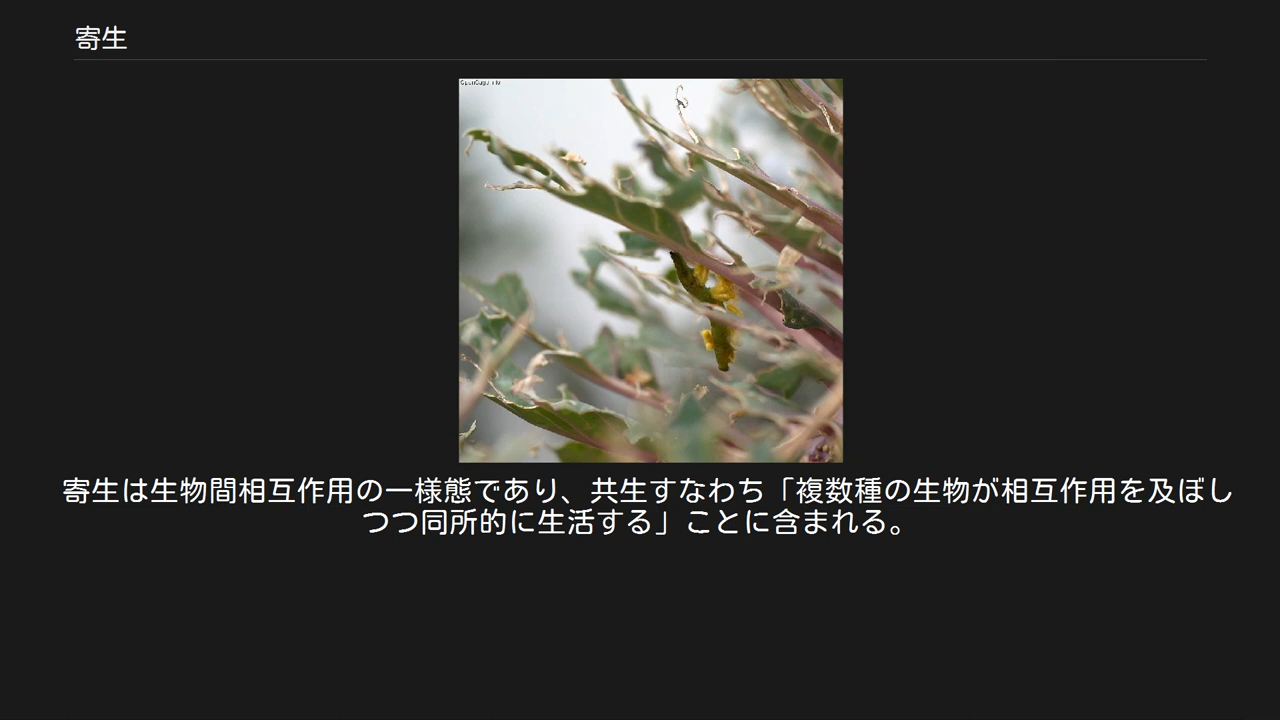 寄生
寄生は生物間相互作用の一様態であり、共生すなわち「複数種の生物が相互作用を及ぼし
つつ同所的に生活する」ことに含まれる。